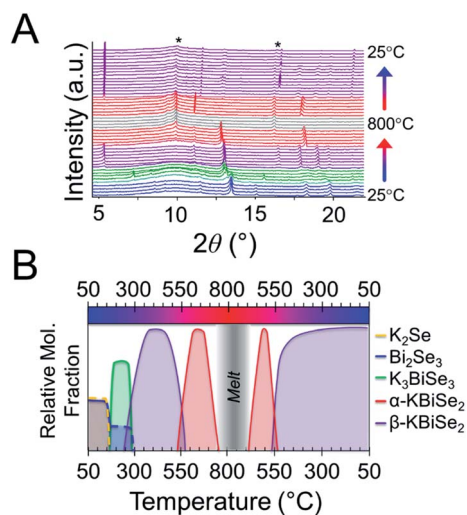 A
* *
Intensity (a.u.)
25°C
800°C
25°C
5 10 15 20
2θ (°)
B
50 300 550 800 550 300 50
Relative Mol.
Fraction
Melt
K₂Se
Bi₂Se₃
K₃BiSe₃
α-KBiSe₂
β-KBiSe₂
50 300 550 800 550 300 50
Temperature (°C)